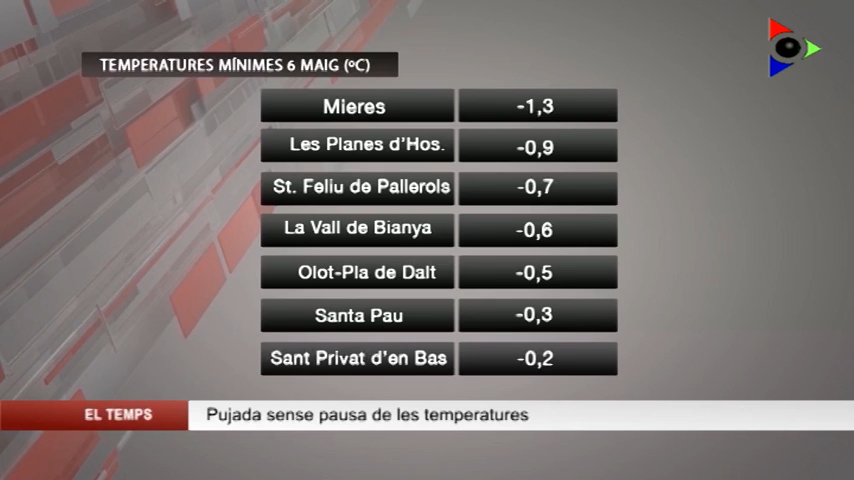 TEMPERATURES MÍNIMES 6 MAIG (ºC)
Mieres -1,3
Les Planes d'Hos. -0,9
St. Feliu de Pallerols -0,7
La Vall de Bianya -0,6
Olot-Pla de Dalt -0,5
Santa Pau -0,3
Sant Privat d'en Bas -0,2
EL TEMPS Pujada sense pausa de les temperatures